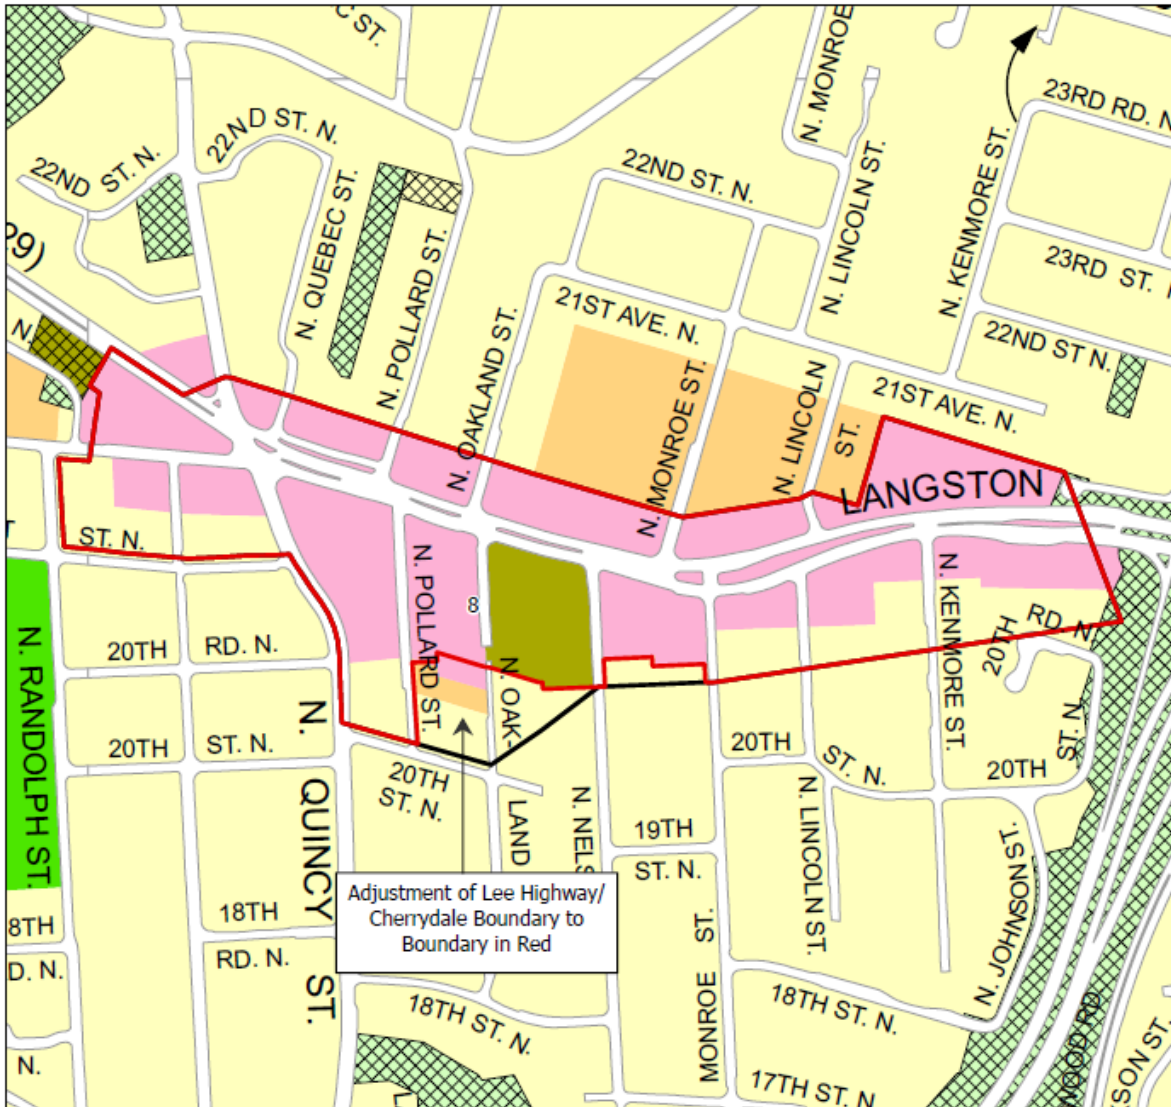 C ST.
N. MONROE
23RD RD. N.
22ND ST. N.
22ND ST. N.
22ND ST. N.
N. LINCOLN ST.
N. KENMORE ST.
29)
N. QUEBEC ST.
N. POLLARD ST.
23RD ST.
N.
N. OAKLAND ST.
21ST AVE. N.
22ND ST N.
N. MONROE ST.
N. LINCOLN
ST.
21ST AVE. N.
LANGSTON
ST. N.
N. POLLARD ST.
8
N. KENMORE ST.
20TH
RD. N.
20TH
RD. N.
N. RANDOLPH ST.
N. OAK-
LAND
N. QUINCY ST.
20TH
ST. N.
20TH
ST. N.
20TH
ST. N.
20TH
ST. N.
N. NELS
N. LINCOLN ST.
19TH
ST. N.
N. JOHNSON ST.
Adjustment of Lee Highway/
Cherrydale Boundary to
Boundary in Red
18TH
RD. N.
8TH
D. N.
MONROE ST.
18TH ST. N.
18TH ST. N.
N.
17TH ST. N
WOOD RD
SON ST.